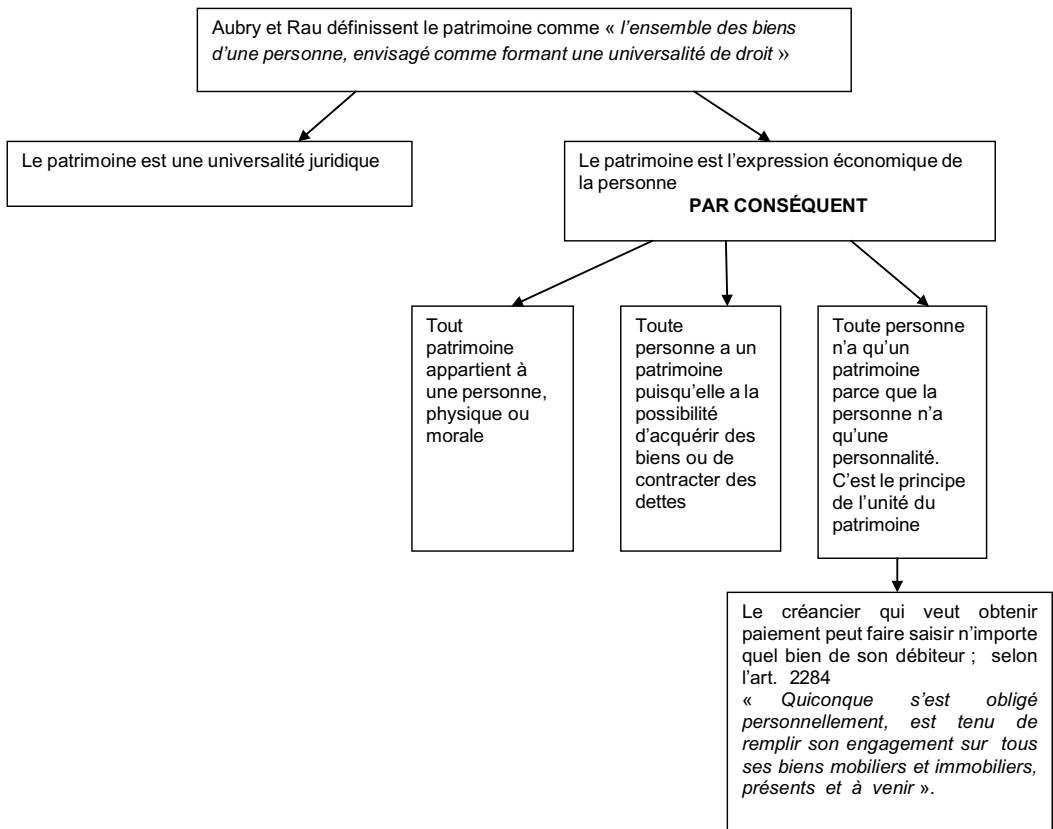 Aubry et Rau définissent le patrimoine comme « l'ensemble des biens
d'une personne, envisagé comme formant une universalité de droit »
Le patrimoine est une universalité juridique
Le patrimoine est l'expression économique de
la personne
PAR CONSÉQUENT
Tout
patrimoine
appartient à
une personne,
physique ou
morale
Toute
personne a un
patrimoine
puisqu'elle a la
possibilité
d'acquérir des
biens ou de
contracter des
dettes
Toute personne
n'a qu'un
patrimoine
parce que la
personne n'a
qu'une
personnalité.
C'est le principe
de l'unité du
patrimoine
Le créancier qui veut obtenir
paiement peut faire saisir n'importe
quel bien de son débiteur ; selon
l'art. 2284
« Quiconque s'est obligé
personnellement, est tenu de
remplir son engagement sur tous
ses biens mobiliers et immobiliers,
présents et à venir ».